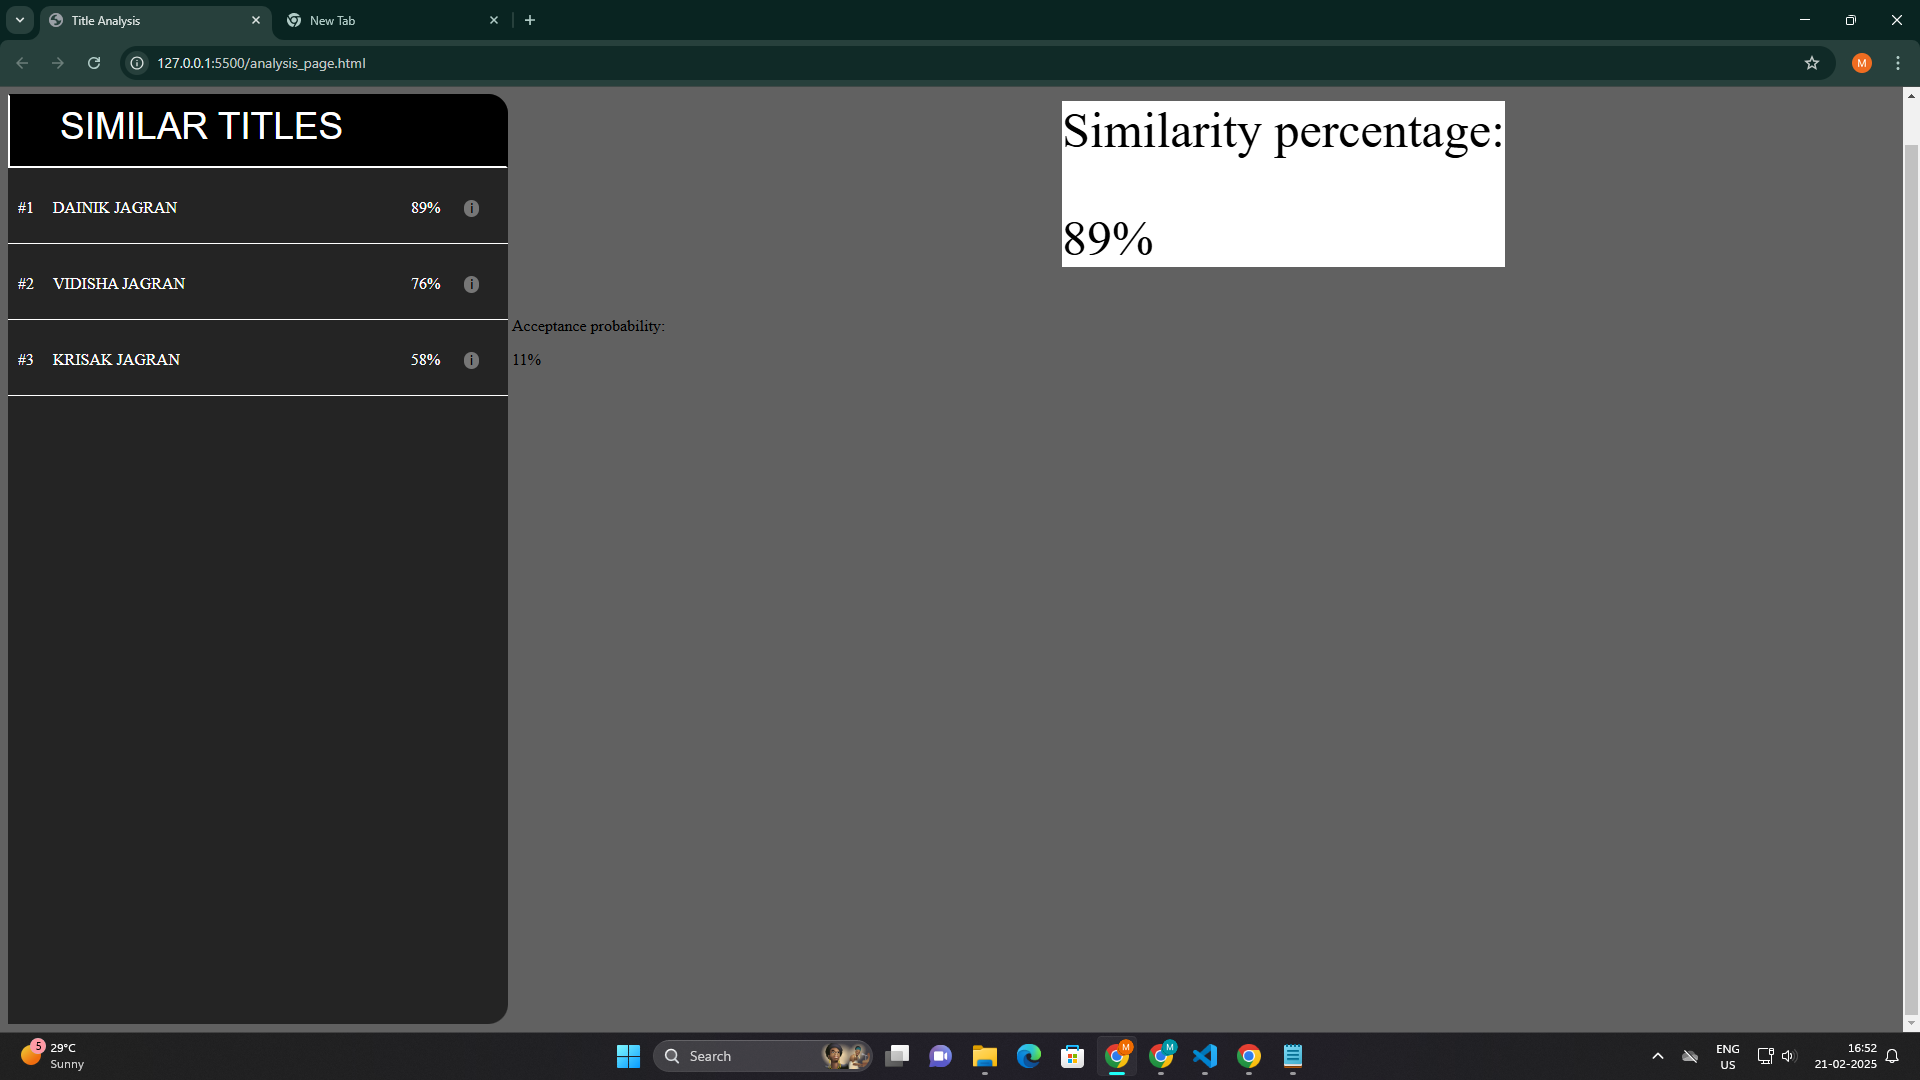 Title Analysis
New Tab
127.0.0.1:5500/analysis_page.html
M
SIMILAR TITLES
#1 DAINIK JAGRAN 89% i
#2 VIDISHA JAGRAN 76% i
#3 KRISAK JAGRAN 58% i
Similarity percentage:
89%
Acceptance probability:
11%
5
29°C
Sunny
Search
M
M
ENG
US
16:52
21-02-2025